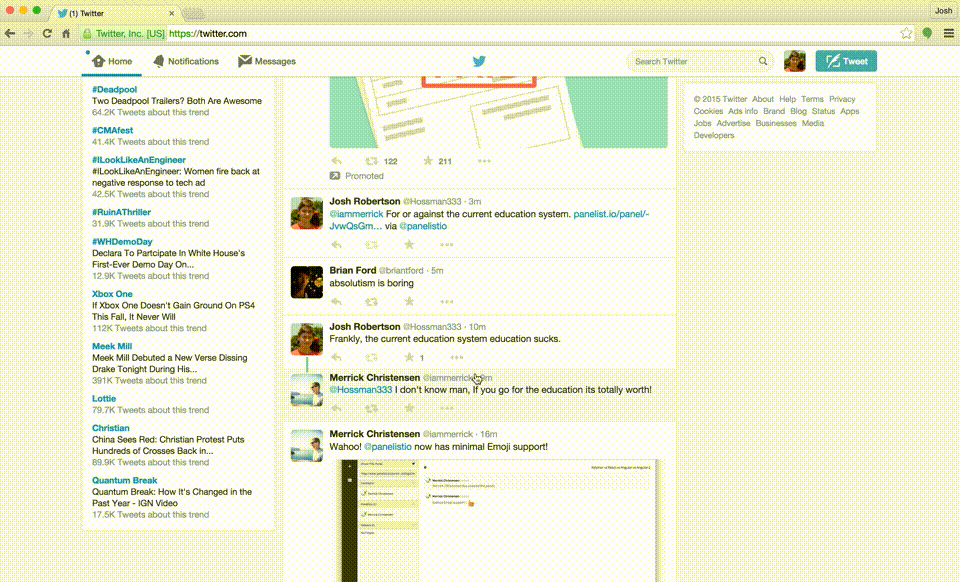 (1) Twitter
Josh
Twitter, Inc. [US] https://twitter.com
Home
Notifications
Messages
Search Twitter
Tweet
#Deadpool
Two Deadpool Trailers? Both Are Awesome
64.2K Tweets about this trend
#CMAfest
41.4K Tweets about this trend
#ILookLikeAnEngineer
#ILookLikeAnEngineer: Women fire back at
negative response to tech ad
42.5K Tweets about this trend
#RuinAThriller
31.9K Tweets about this trend
#WHDemoDay
Declara To Partcipate In White House's
First-Ever Demo Day On...
12.9K Tweets about this trend
Xbox One
If Xbox One Doesn't Gain Ground On PS4
This Fall, It Never Will
112K Tweets about this trend
Meek Mill
Meek Mill Debuted a New Verse Dissing
Drake Tonight During His...
391K Tweets about this trend
Lottie
79.7K Tweets about this trend
Christian
China Sees Red: Christian Protest Puts
Hundreds of Crosses Back in...
89.9K Tweets about this trend
Quantum Break
Quantum Break: How It's Changed in the
Past Year - IGN Video
17.5K Tweets about this trend
122
211
Promoted
Josh Robertson @Hossman333 · 3m
@iammerrick For or against the current education system. panelist.io/panel/-
JvwQsGm... via @panelistio
Brian Ford @briantford · 5m
absolutism is boring
Josh Robertson @Hossman333 · 10m
Frankly, the current education system education sucks.
1
Merrick Christensen @iammerrick
@Hossman333 I don't know man, If you go for the education its totally worth!
Merrick Christensen @iammerrick · 16m
Wahoo! @panelistio now has minimal Emoji support!
Merrick Christensen
Merrick Christensen
© 2015 Twitter About Help Terms Privacy
Cookies Ads info Brand Blog Status Apps
Jobs Advertise Businesses Media
Developers